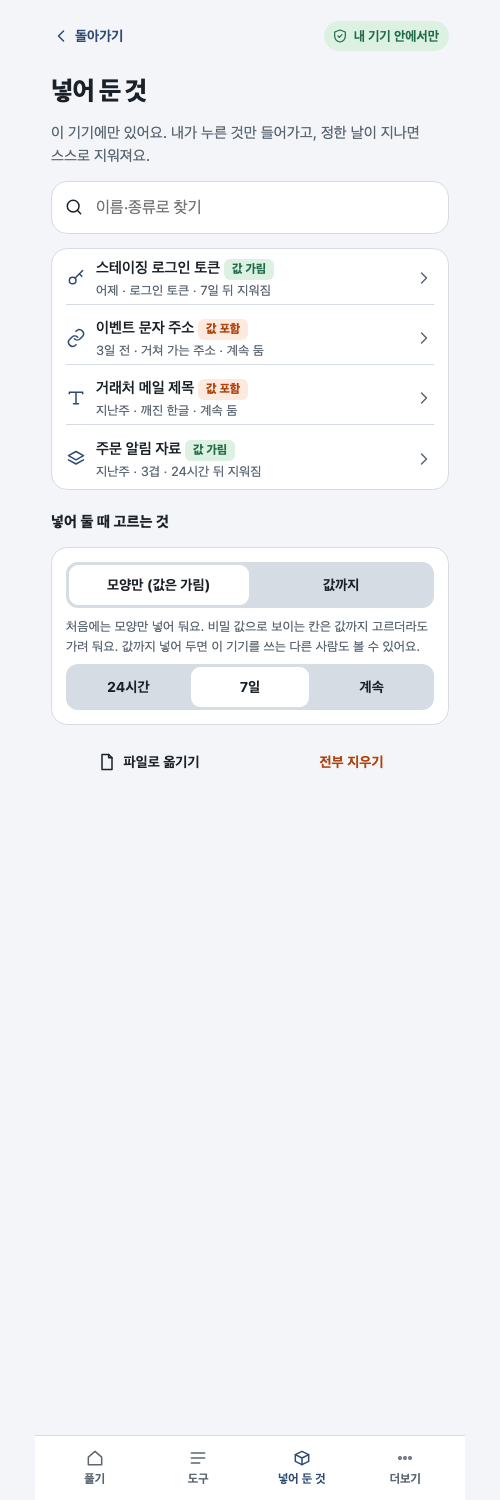 돌아가기
내 기기 안에서만
넣어 둔 것
이 기기에만 있어요. 내가 누른 것만 들어가고, 정한 날이 지나면
스스로 지워져요.
이름·종류로 찾기
스테이징 로그인 토큰 값 가림
어제 · 로그인 토큰 · 7일 뒤 지워짐
이벤트 문자 주소 값 포함
3일 전 · 거쳐 가는 주소 · 계속 둠
거래처 메일 제목 값 포함
지난주 · 깨진 한글 · 계속 둠
주문 알림 자료 값 가림
지난주 · 3겹 · 24시간 뒤 지워짐
넣어 둘 때 고르는 것
모양만 (값은 가림) 값까지
처음에는 모양만 넣어 둬요. 비밀 값으로 보이는 칸은 값까지 고르더라도
가려 둬요. 값까지 넣어 두면 이 기기를 쓰는 다른 사람도 볼 수 있어요.
24시간 7일 계속
파일로 옮기기 전부 지우기
풀기 도구 넣어 둔 것 더보기